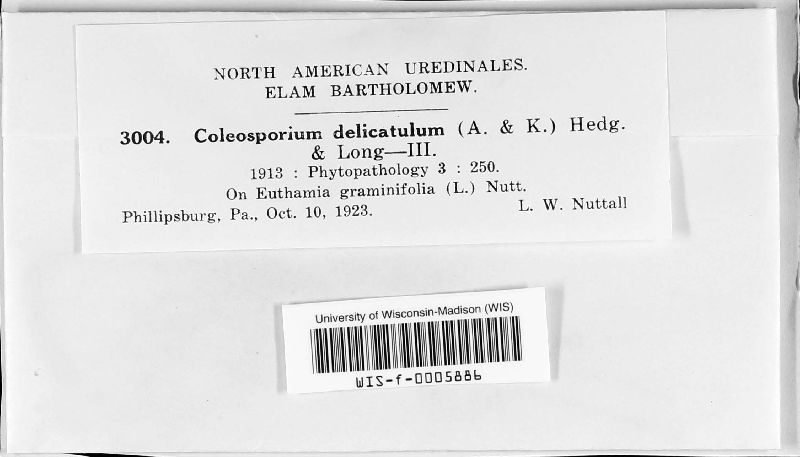 NORTH AMERICAN UREDINALES.
ELAM BARTHOLOMEW.
3004. Coleosporium delicatulum (A. & K.) Hedg.
& Long—III.
1913 : Phytopathology 3 : 250.
On Euthamia graminifolia (L.) Nutt.
Phillipsburg, Pa., Oct. 10, 1923. L. W. Nuttall
University of Wisconsin-Madison (WIS)
WIS-f-0005886